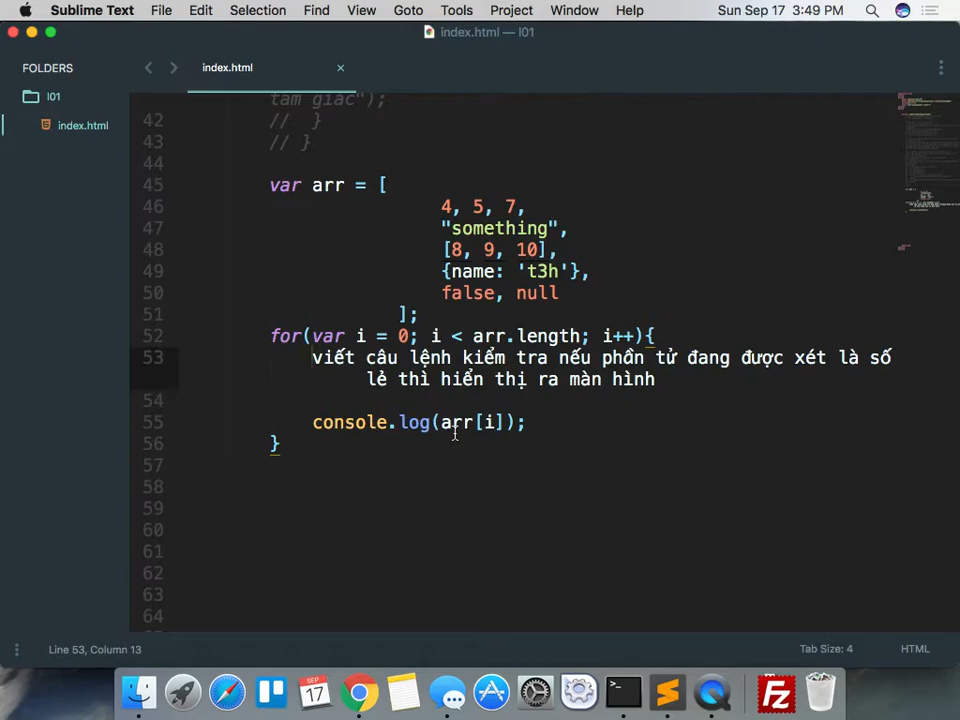 Sublime Text File Edit Selection Find View Goto Tools Project Window Help Sun Sep 17 3:49 PM
index.html — l01
FOLDERS
index.html
l01
index.html
tam giac");
42 // }
43 // }
44
45 var arr = [
46 4, 5, 7,
47 "something",
48 [8, 9, 10],
49 {name: 't3h'},
50 false, null
51 ];
52 for(var i = 0; i < arr.length; i++){
53 viết câu lệnh kiểm tra nếu phần tử đang được xét là số
lẻ thì hiển thị ra màn hình
54
55 console.log(arr[i]);
56 }
57
58
59
60
61
62
63
64
Line 53, Column 13 Tab Size: 4 HTML
SEP
17